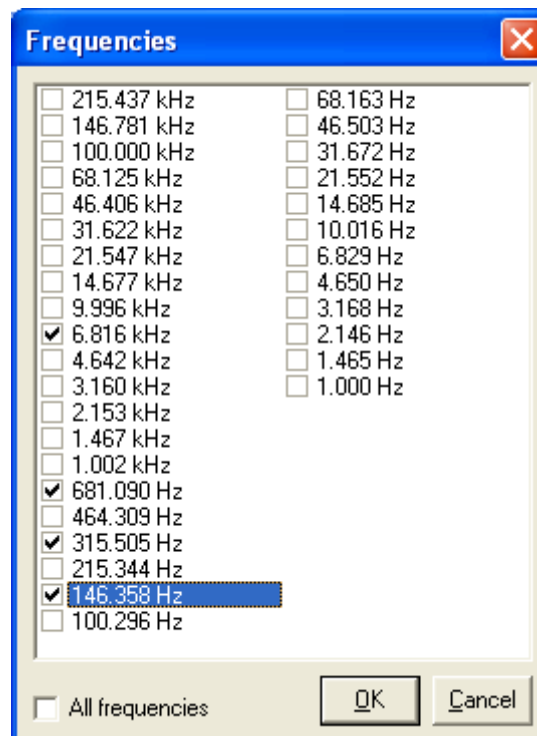 Frequencies
215.437 kHz
146.781 kHz
100.000 kHz
68.125 kHz
46.406 kHz
31.622 kHz
21.547 kHz
14.677 kHz
9.996 kHz
6.816 kHz
4.642 kHz
3.160 kHz
2.153 kHz
1.467 kHz
1.002 kHz
681.090 Hz
464.309 Hz
315.505 Hz
215.344 Hz
146.358 Hz
100.296 Hz
68.163 Hz
46.503 Hz
31.672 Hz
21.552 Hz
14.685 Hz
10.016 Hz
6.829 Hz
4.650 Hz
3.168 Hz
2.146 Hz
1.465 Hz
1.000 Hz
All frequencies
OK
Cancel